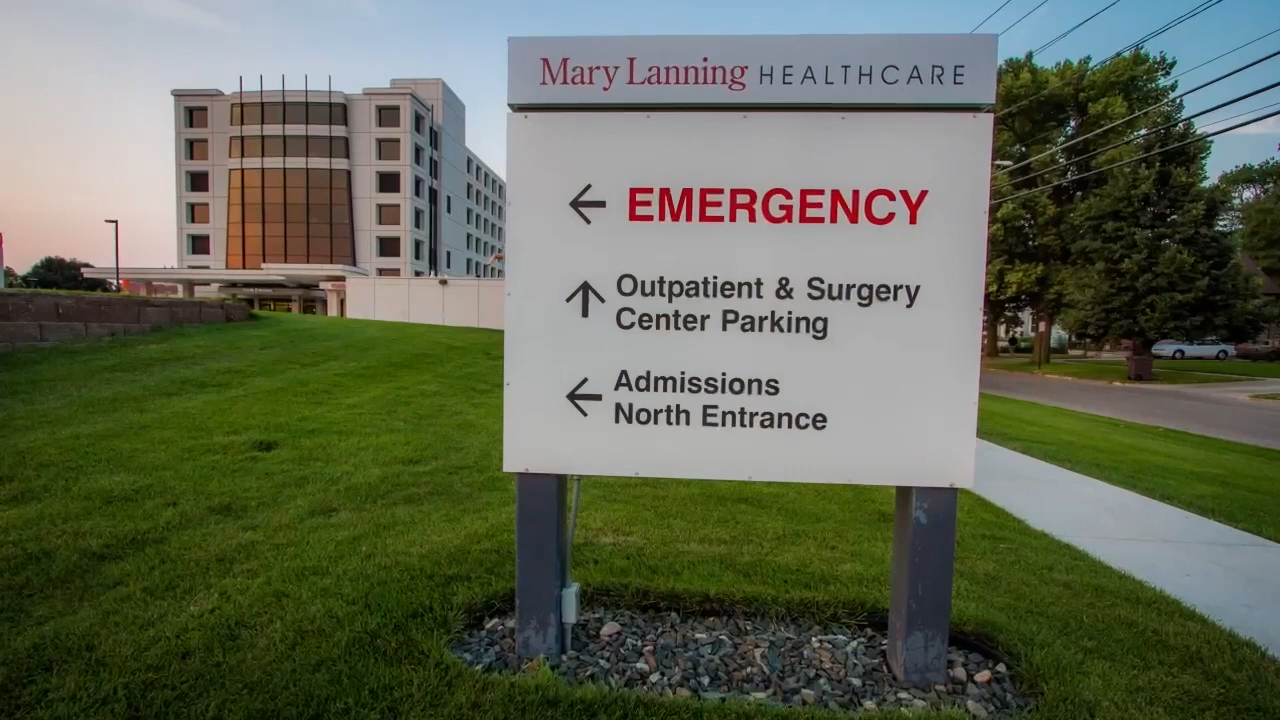 Mary Lanning HEALTHCARE
← EMERGENCY
↑ Outpatient & Surgery
Center Parking
← Admissions
North Entrance